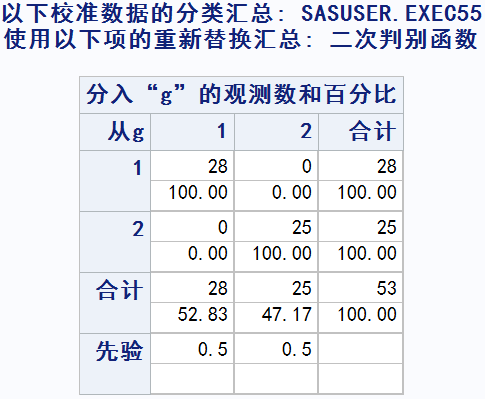 以下校准数据的分类汇总: SASUSER.EXEC55
使用以下项的重新替换汇总: 二次判别函数
分入“g”的观测数和百分比
从g 1 2 合计
1 28 0 28
100.00 0.00 100.00
2 0 25 25
0.00 100.00 100.00
合计 28 25 53
52.83 47.17 100.00
先验 0.5 0.5